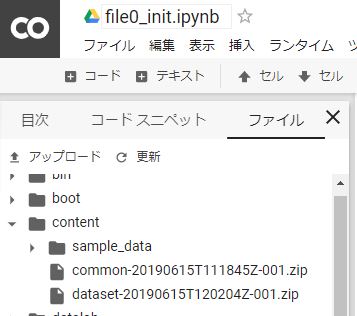 CO file0_init.ipynb
ファイル 編集 表示 挿入 ランタイム ツ
コード テキスト セル セル
目次 コード スニペット ファイル
アップロード 更新
bin
boot
content
sample_data
common-20190615T111845Z-001.zip
dataset-20190615T120204Z-001.zip
datalab